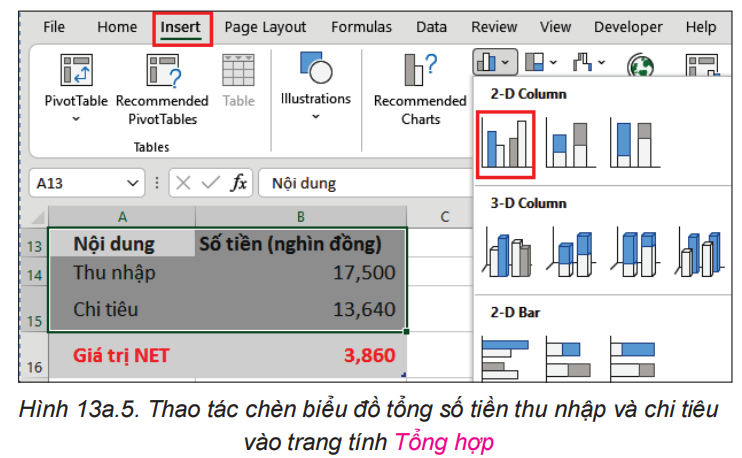 File Home Insert Page Layout Formulas Data Review View Developer Help
PivotTable Recommended PivotTables Table Illustrations Recommended Charts
Tables
2-D Column
3-D Column
2-D Bar
A13 fx Nội dung
A B C
13 Nội dung Số tiền (nghìn đồng)
14 Thu nhập 17,500
15 Chi tiêu 13,640
16 Giá trị NET 3,860
Hình 13a.5. Thao tác chèn biểu đồ tổng số tiền thu nhập và chi tiêu
vào trang tính Tổng hợp